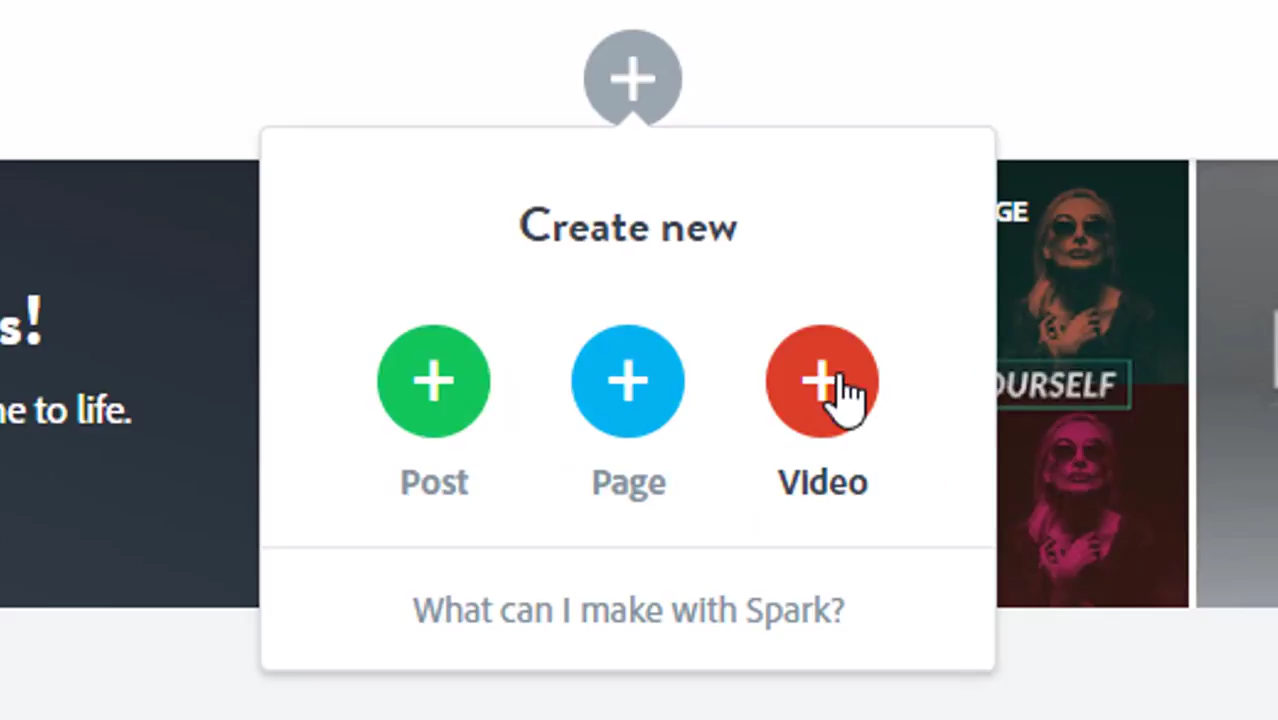 Create new
s!
GE
ne to life.
OURSELF
Post
Page
Video
What can I make with Spark?